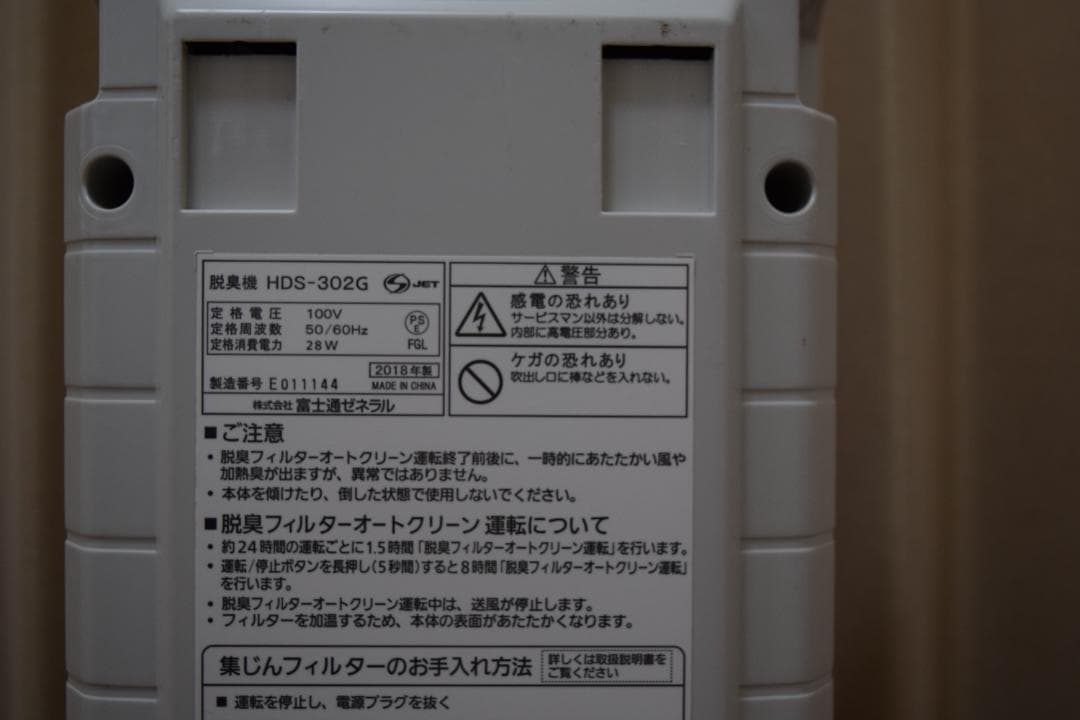 脱臭機 HDS-302G JET
定格電圧 100V
定格周波数 50/60Hz
定格消費電力 28W
PS
E
FGL
2018年製
製造番号 E011144 MADE IN CHINA
株式会社 富士通ゼネラル
警告
感電の恐れあり
サービスマン以外は分解しない。
内部に高電圧部分あり。
ケガの恐れあり
吹出し口に棒などを入れない。
■ご注意
・脱臭フィルターオートクリーン運転終了前後に、一時的にあたたかい風や
加熱臭が出ますが、異常ではありません。
・本体を傾けたり、倒した状態で使用しないでください。
■脱臭フィルターオートクリーン 運転について
・約24時間の運転ごとに1.5時間「脱臭フィルターオートクリーン運転」を行います。
・運転/停止ボタンを長押し(5秒間)すると8時間「脱臭フィルターオートクリーン運転」
を行います。
・脱臭フィルターオートクリーン運転中は、送風が停止します。
・フィルターを加温するため、本体の表面があたたかくなります。
集じんフィルターのお手入れ方法
詳しくは取扱説明書を
ご覧ください
■ 運転を停止し、電源プラグを抜く